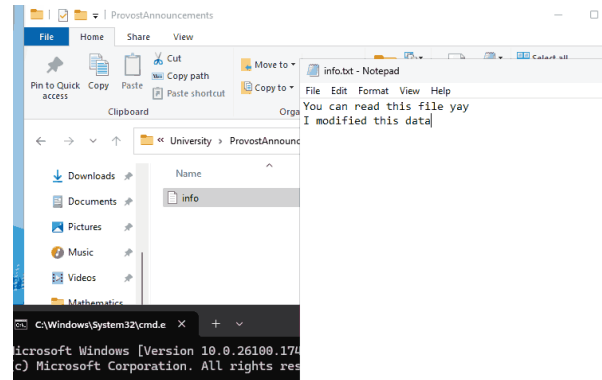 ProvostAnnouncements
File Home Share View
Pin to Quick access
Copy
Paste
Cut
Copy path
Paste shortcut
Move to
Copy to
Select all
Clipboard
Orga
« University › ProvostAnnounc
Downloads
Documents
Pictures
Music
Videos
Mathematics
Name
info
info.txt - Notepad
File Edit Format View Help
You can read this file yay
I modified this data
C:\Windows\System32\cmd.e
icrosoft Windows [Version 10.0.26100.174
c) Microsoft Corporation. All rights res